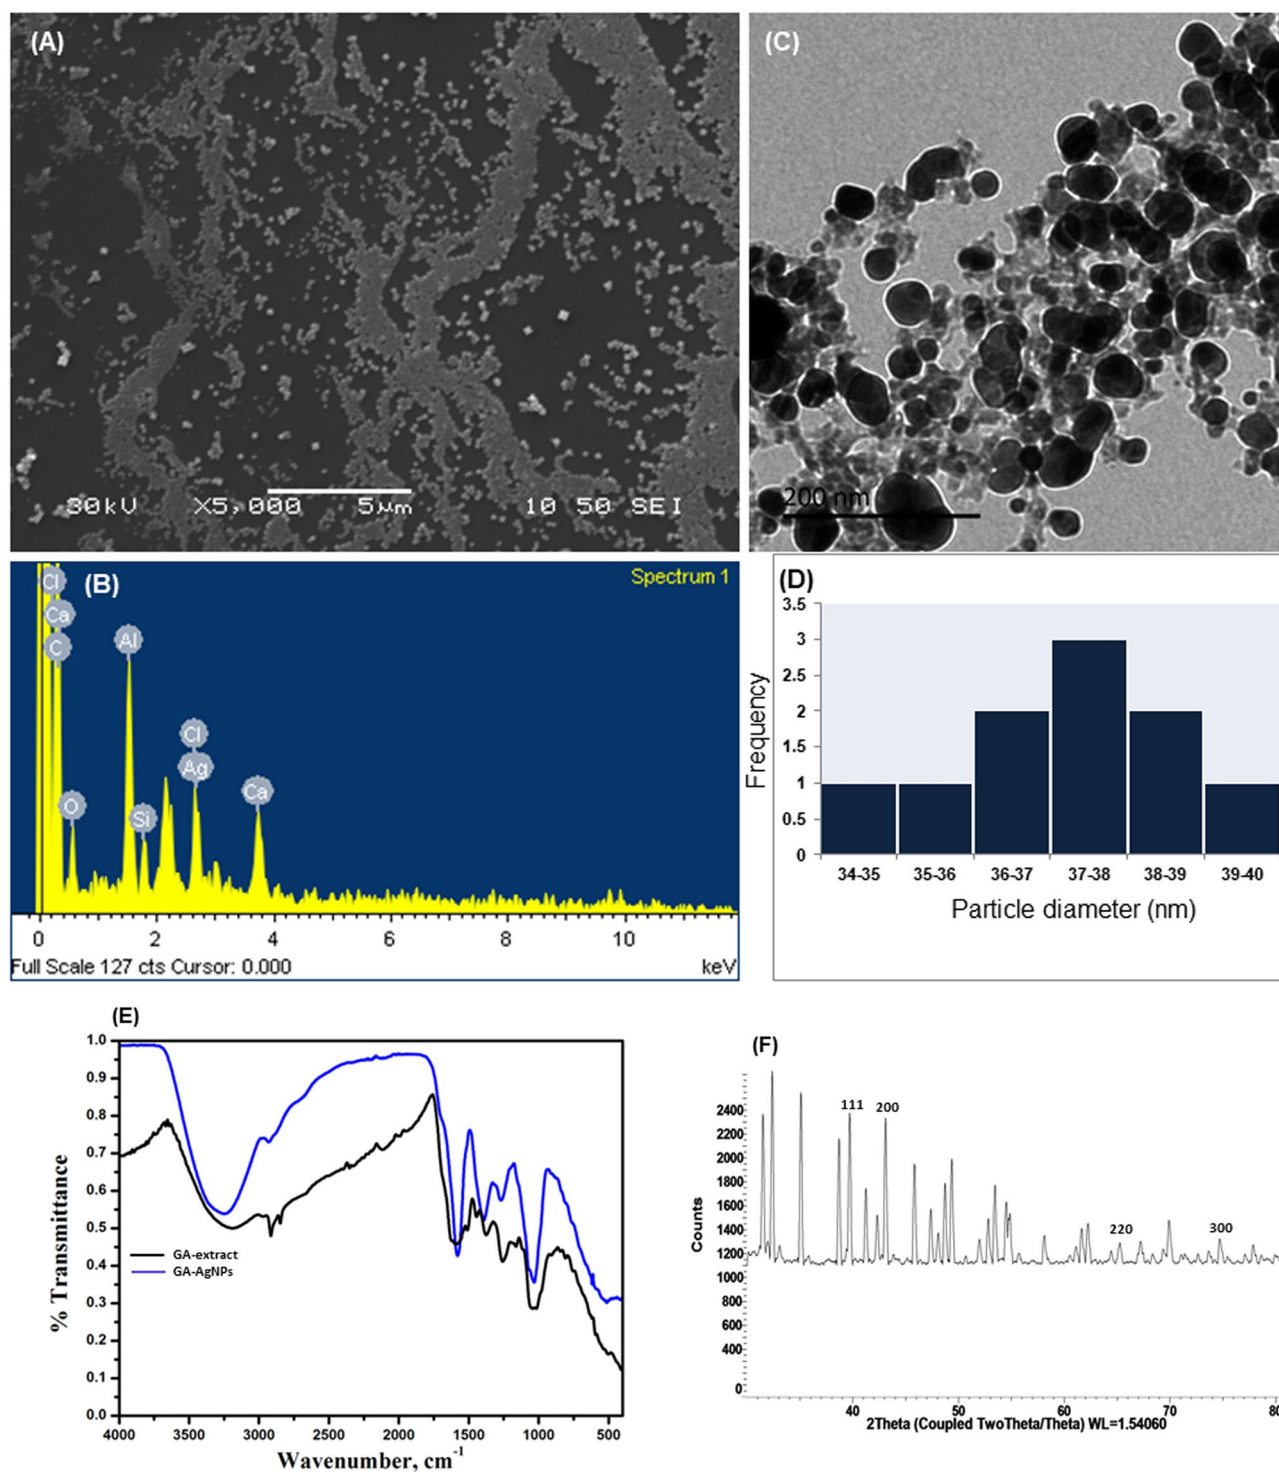 (A)
30kV X5,000 5µm 10 50 SEI
(C)
200 nm
(B)
Spectrum 1
Cl
Ca
C
O
Al
Si
Cl
Ag
Ca
0 2 4 6 8 10
Full Scale 127 cts Cursor: 0.000 keV
(D)
Frequency
3.5
3
2.5
2
1.5
1
0.5
0
34-35 35-36 36-37 37-38 38-39 39-40
Particle diameter (nm)
(E)
% Transmittance
1.0
0.9
0.8
0.7
0.6
0.5
0.4
0.3
0.2
0.1
0.0
GA-extract
GA-AgNPs
4000 3500 3000 2500 2000 1500 1000 500
Wavenumber, cm-1
(F)
Counts
2400
2200
2000
1800
1600
1400
1200
1000
800
600
400
0
111 200
220 300
40 50 60 70 80
2Theta (Coupled TwoTheta/Theta) WL=1.54060